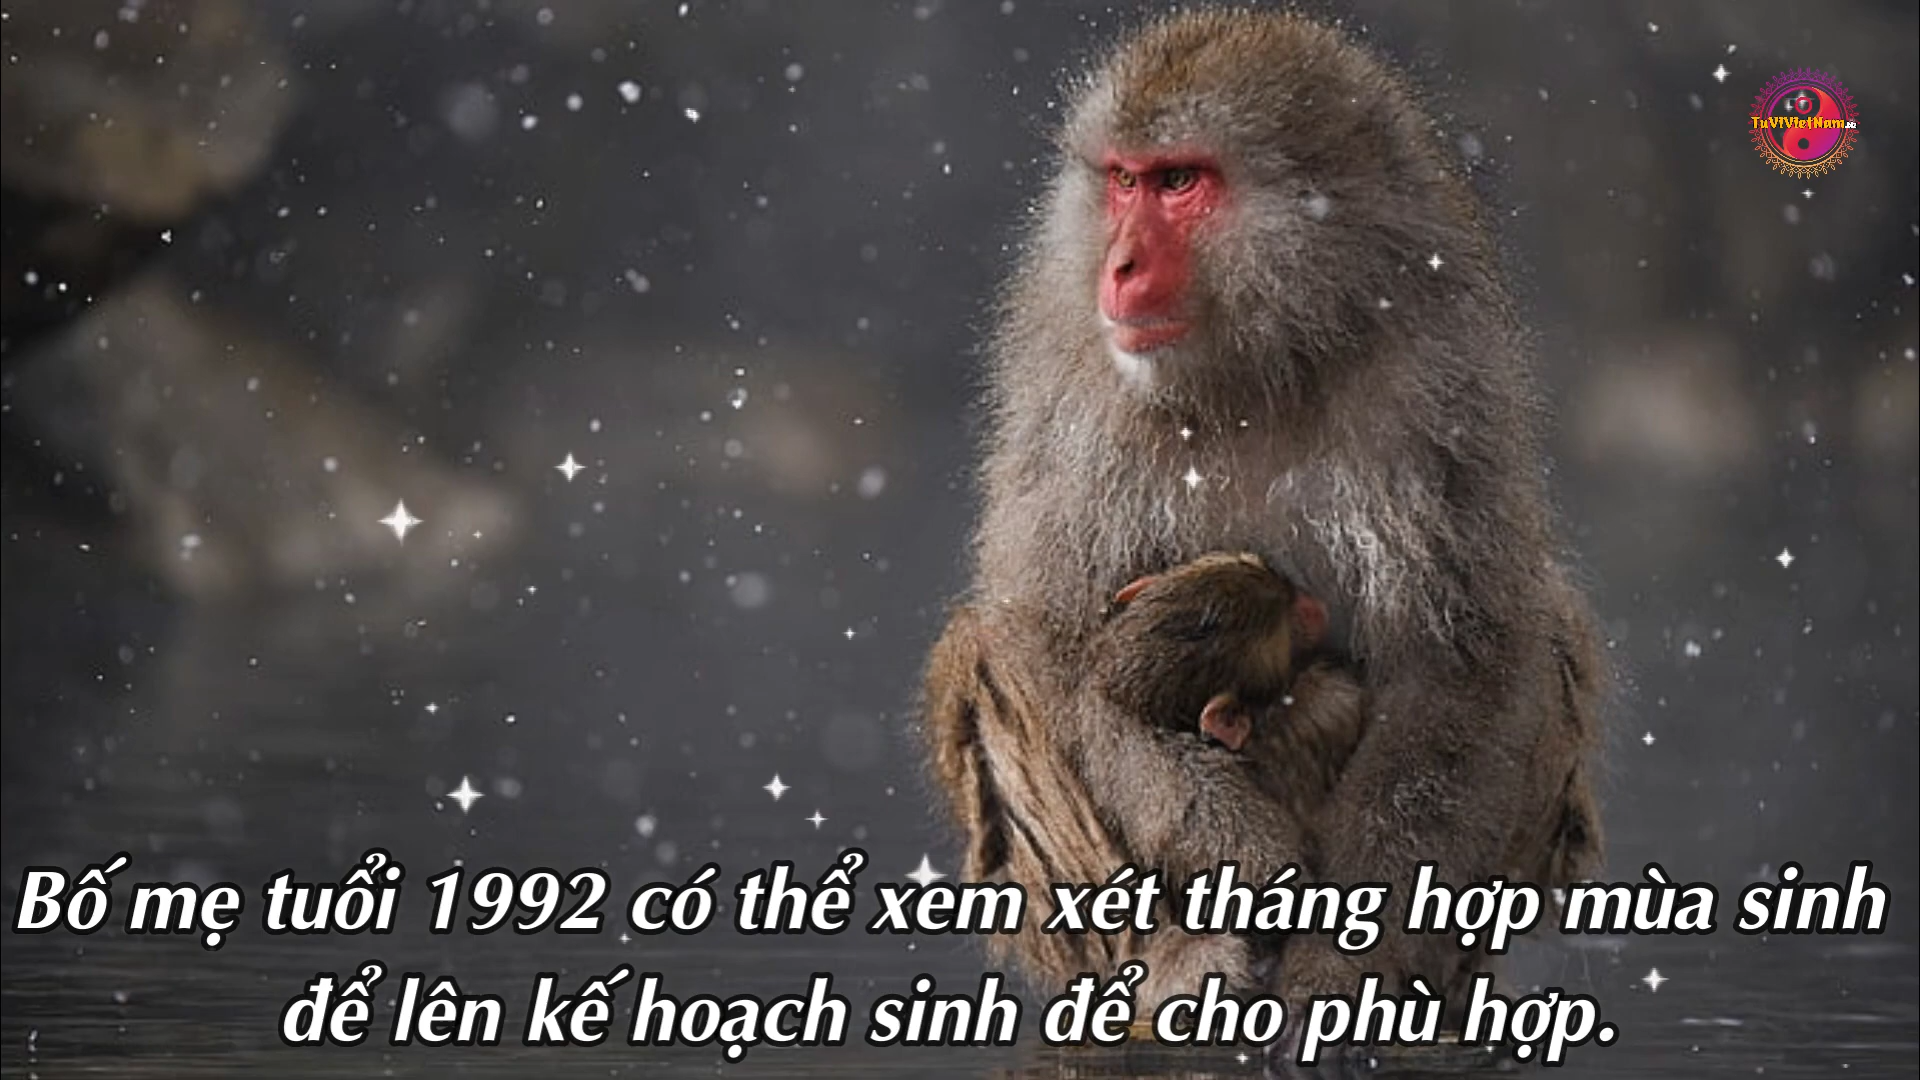 TuViVietNam
Bố mẹ tuổi 1992 có thể xem xét tháng hợp mùa sinh
để lên kế hoạch sinh để cho phù hợp.